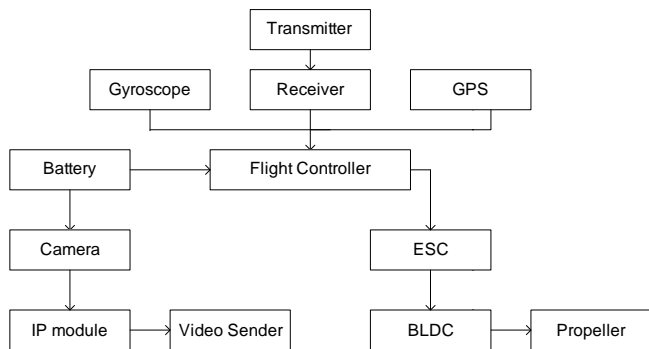 Transmitter
Gyroscope
Receiver
GPS
Battery
Flight Controller
Camera
ESC
IP module
Video Sender
BLDC
Propeller